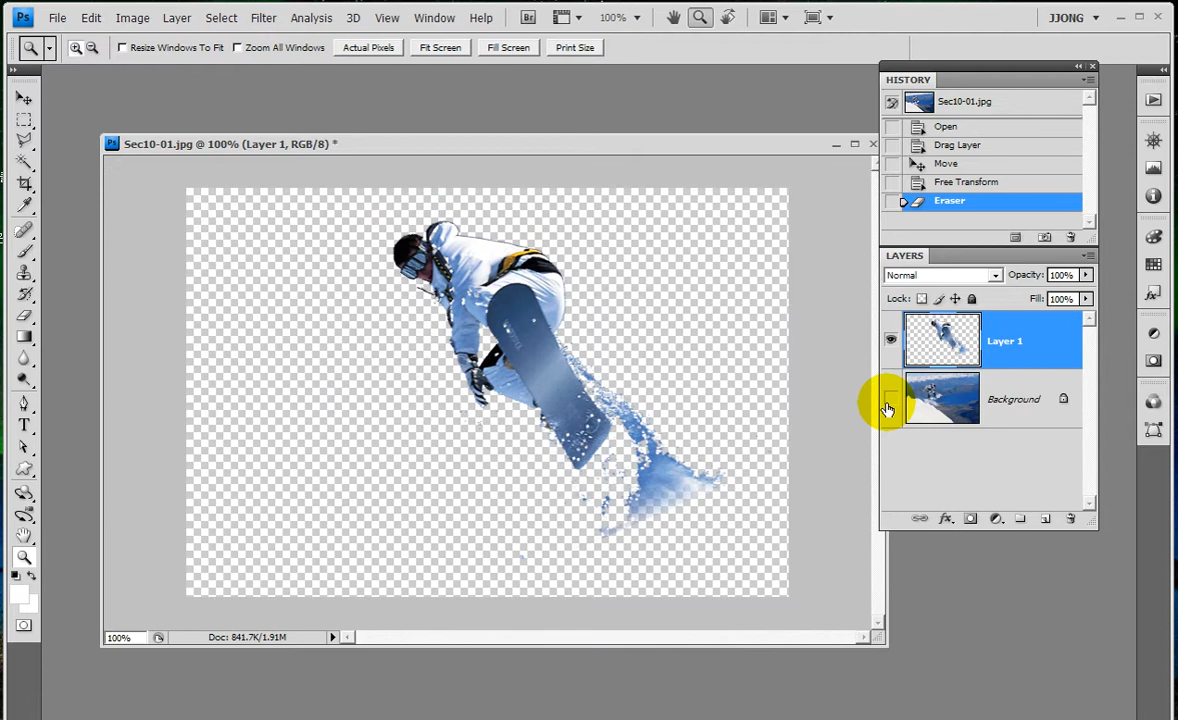 Ps File Edit Image Layer Select Filter Analysis 3D View Window Help Br 100% JJONG
Resize Windows To Fit Zoom All Windows Actual Pixels Fit Screen Fill Screen Print Size
HISTORY
Sec10-01.jpg
Open
Drag Layer
Move
Free Transform
Eraser
Ps Sec10-01.jpg @ 100% (Layer 1, RGB/8) *
LAYERS
Normal Opacity: 100%
Lock: Fill: 100%
Layer 1
Background
fx
T
100% Doc: 841.7K/1.91M